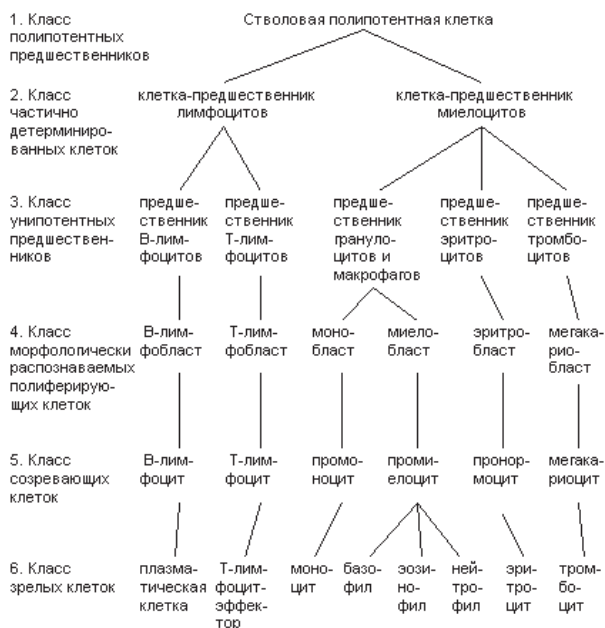 1. Класс полипотентных предшественников
Стволовая полипотентная клетка
2. Класс частично детерминиро-ванных клеток
клетка-предшественник лимфоцитов
клетка-предшественник миелоцитов
3. Класс унипотентных предшествен-ников
предше-ственник В-лим-фоцитов
предше-ственник Т-лим-фоцитов
предше-ственник грануло-цитов и макрофагов
предше-ственник эритро-цитов
предше-ственник тромбо-цитов
4. Класс морфологически распознаваемых полиферирую-щих клеток
В-лим-фобласт
Т-лим-фобласт
моно-бласт
миело-бласт
эритро-бласт
мегака-риобласт
5. Класс созревающих клеток
В-лим-фоцит
Т-лим-фоцит
промо-ноцит
проми-елоцит
пронор-моцит
мегака-риоцит
6. Класс зрелых клеток
плазма-тическая клетка
Т-лим-фоцит-эффек-тор
моно-цит
базо-фил
эози-но-фил
ней-тро-фил
эри-тро-цит
тром-бо-цит